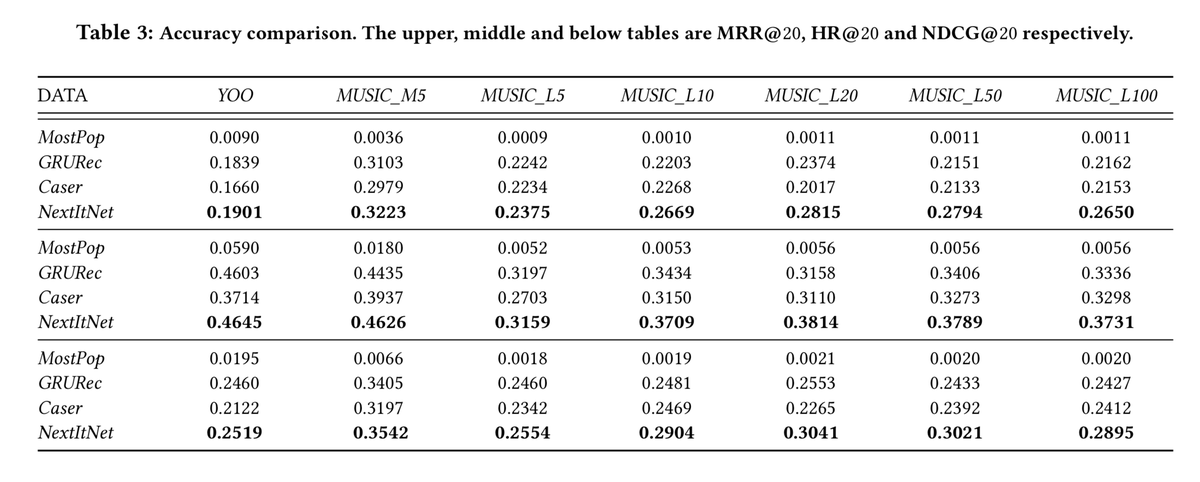 Table 3: Accuracy comparison. The upper, middle and below tables are MRR@20, HR@20 and NDCG@20 respectively.
DATA YOO MUSIC_M5 MUSIC_L5 MUSIC_L10 MUSIC_L20 MUSIC_L50 MUSIC_L100
MostPop 0.0090 0.0036 0.0009 0.0010 0.0011 0.0011 0.0011
GRURec 0.1839 0.3103 0.2242 0.2203 0.2374 0.2151 0.2162
Caser 0.1660 0.2979 0.2234 0.2268 0.2017 0.2133 0.2153
NextItNet 0.1901 0.3223 0.2375 0.2669 0.2815 0.2794 0.2650
MostPop 0.0590 0.0180 0.0052 0.0053 0.0056 0.0056 0.0056
GRURec 0.4603 0.4435 0.3197 0.3434 0.3158 0.3406 0.3336
Caser 0.3714 0.3937 0.2703 0.3150 0.3110 0.3273 0.3298
NextItNet 0.4645 0.4626 0.3159 0.3709 0.3814 0.3789 0.3731
MostPop 0.0195 0.0066 0.0018 0.0019 0.0021 0.0020 0.0020
GRURec 0.2460 0.3405 0.2460 0.2481 0.2553 0.2433 0.2427
Caser 0.2122 0.3197 0.2342 0.2469 0.2265 0.2392 0.2412
NextItNet 0.2519 0.3542 0.2554 0.2904 0.3041 0.3021 0.2895